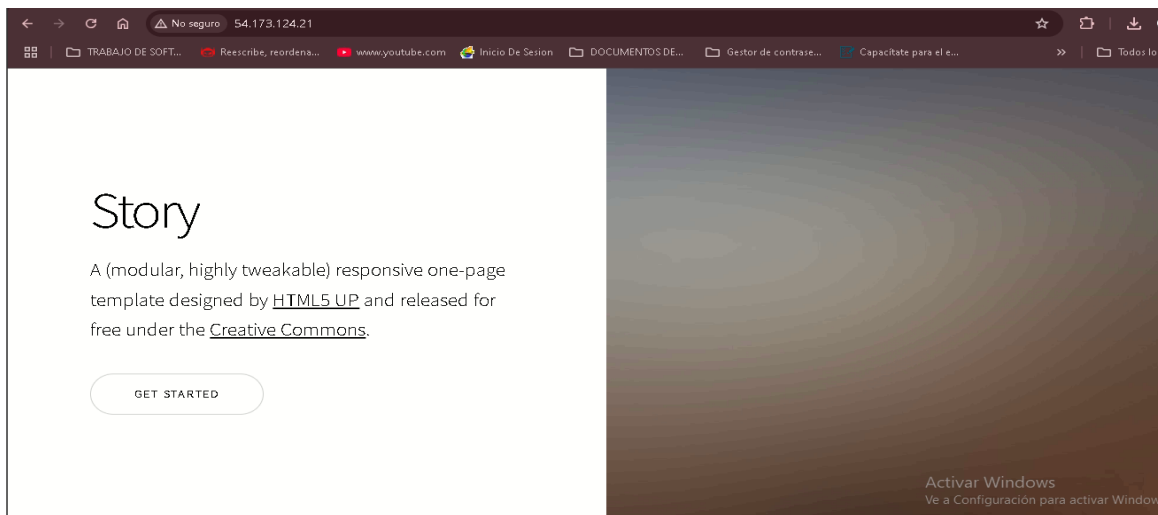 No seguro 54.173.124.21
TRABAJO DE SOFT... Reescribe, reordena... www.youtube.com Inicio De Sesion DOCUMENTOS DE... Gestor de contrase... Capacítate para el e... » Todos lo
Story
A (modular, highly tweakable) responsive one-page
template designed by HTML5 UP and released for
free under the Creative Commons.
GET STARTED
Activar Windows
Ve a Configuración para activar Window